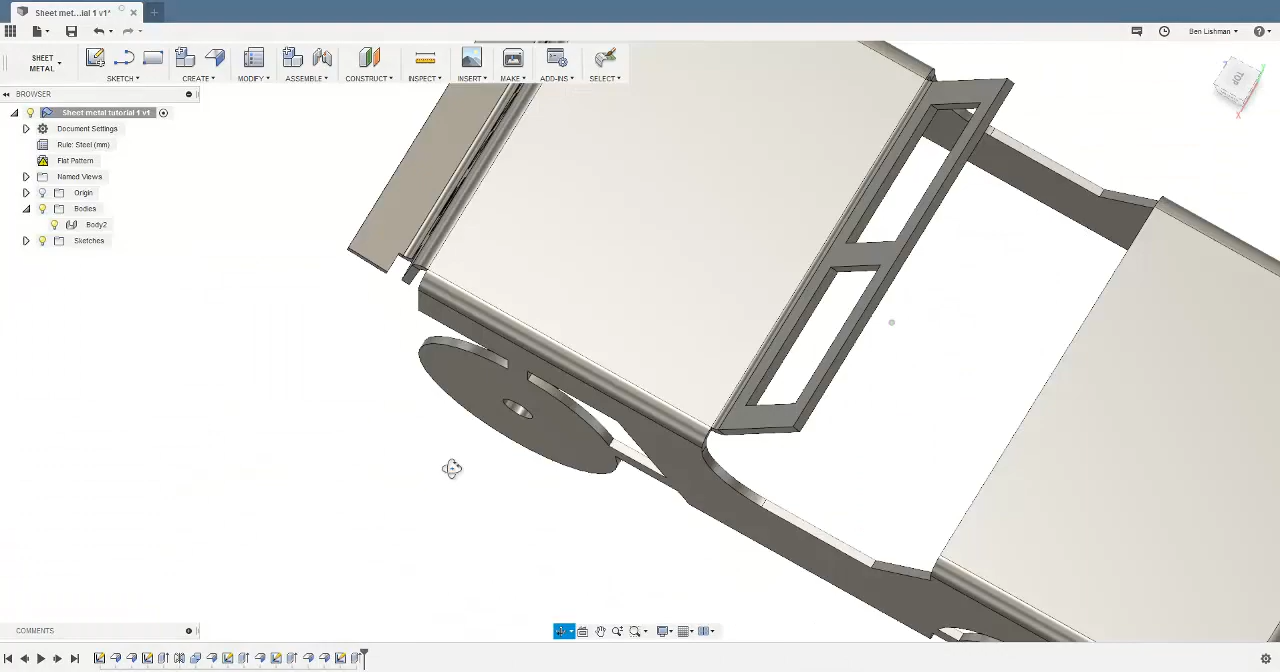 Sheet met...ial 1 v1*
Ben Lishman
SHEET METAL
SKETCH
CREATE
MODIFY
ASSEMBLE
CONSTRUCT
INSPECT
INSERT
MAKE
ADD-INS
SELECT
BROWSER
Sheet metal tutorial 1 v1
Document Settings
Rule: Steel (mm)
Flat Pattern
Named Views
Origin
Bodies
Body2
Sketches
TOP
X
COMMENTS